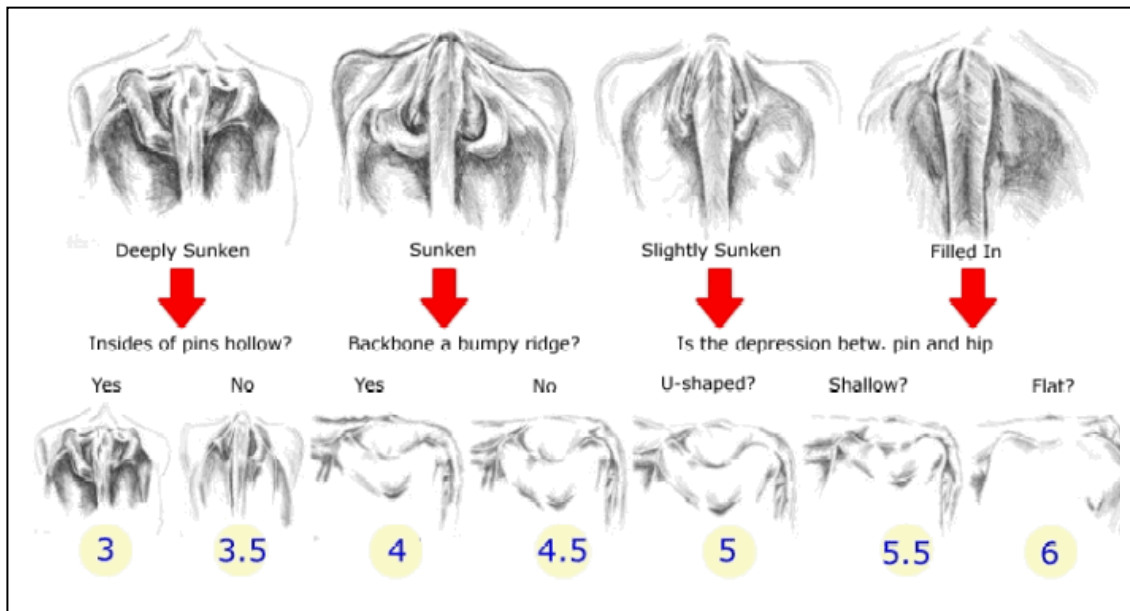 Deeply Sunken
Sunken
Slightly Sunken
Filled In
Insides of pins hollow?
Backbone a bumpy ridge?
Is the depression betw. pin and hip
Yes
No
Yes
No
U-shaped?
Shallow?
Flat?
3
3.5
4
4.5
5
5.5
6